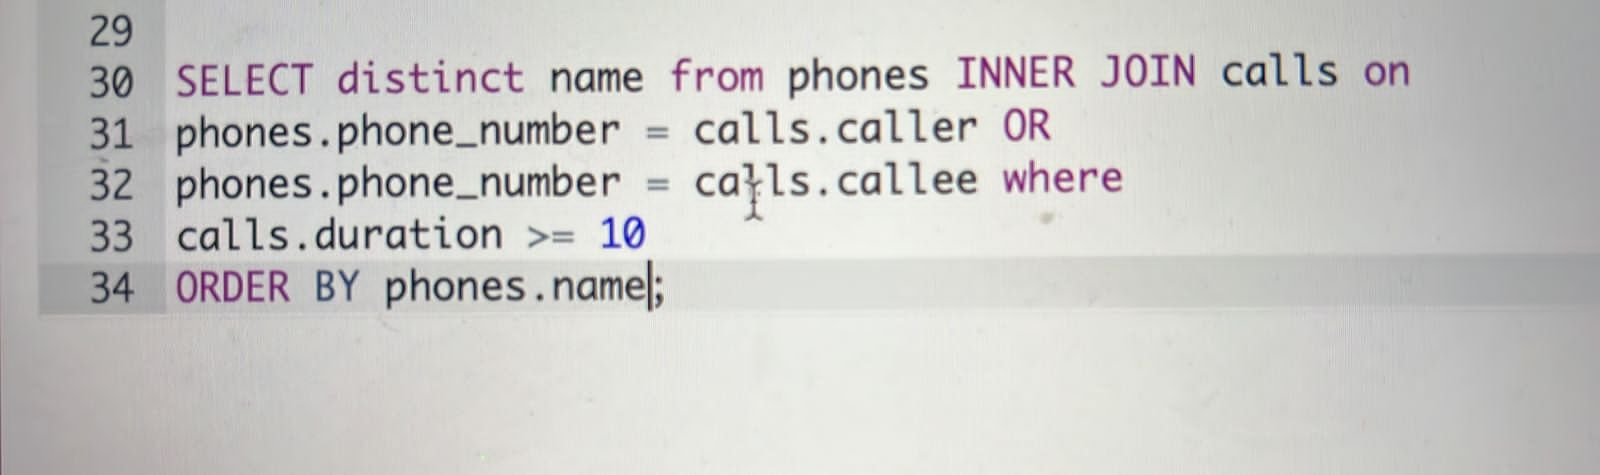 29
30 SELECT distinct name from phones INNER JOIN calls on
31 phones.phone_number = calls.caller OR
32 phones.phone_number = calls.callee where
33 calls.duration >= 10
34 ORDER BY phones.name;